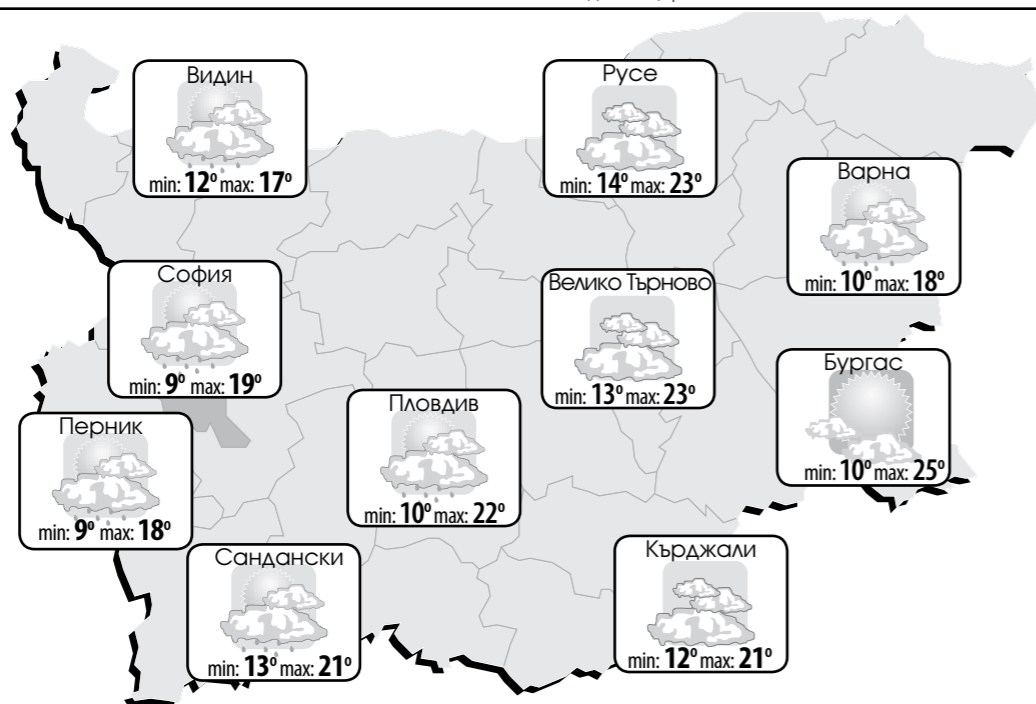 Видин
min: 12° max: 17°
Русе
min: 14° max: 23°
Варна
min: 10° max: 18°
София
min: 9° max: 19°
Велико Търново
min: 13° max: 23°
Бургас
min: 10° max: 25°
Пловдив
min: 10° max: 22°
Перник
min: 9° max: 18°
Сандански
min: 13° max: 21°
Кърджали
min: 12° max: 21°